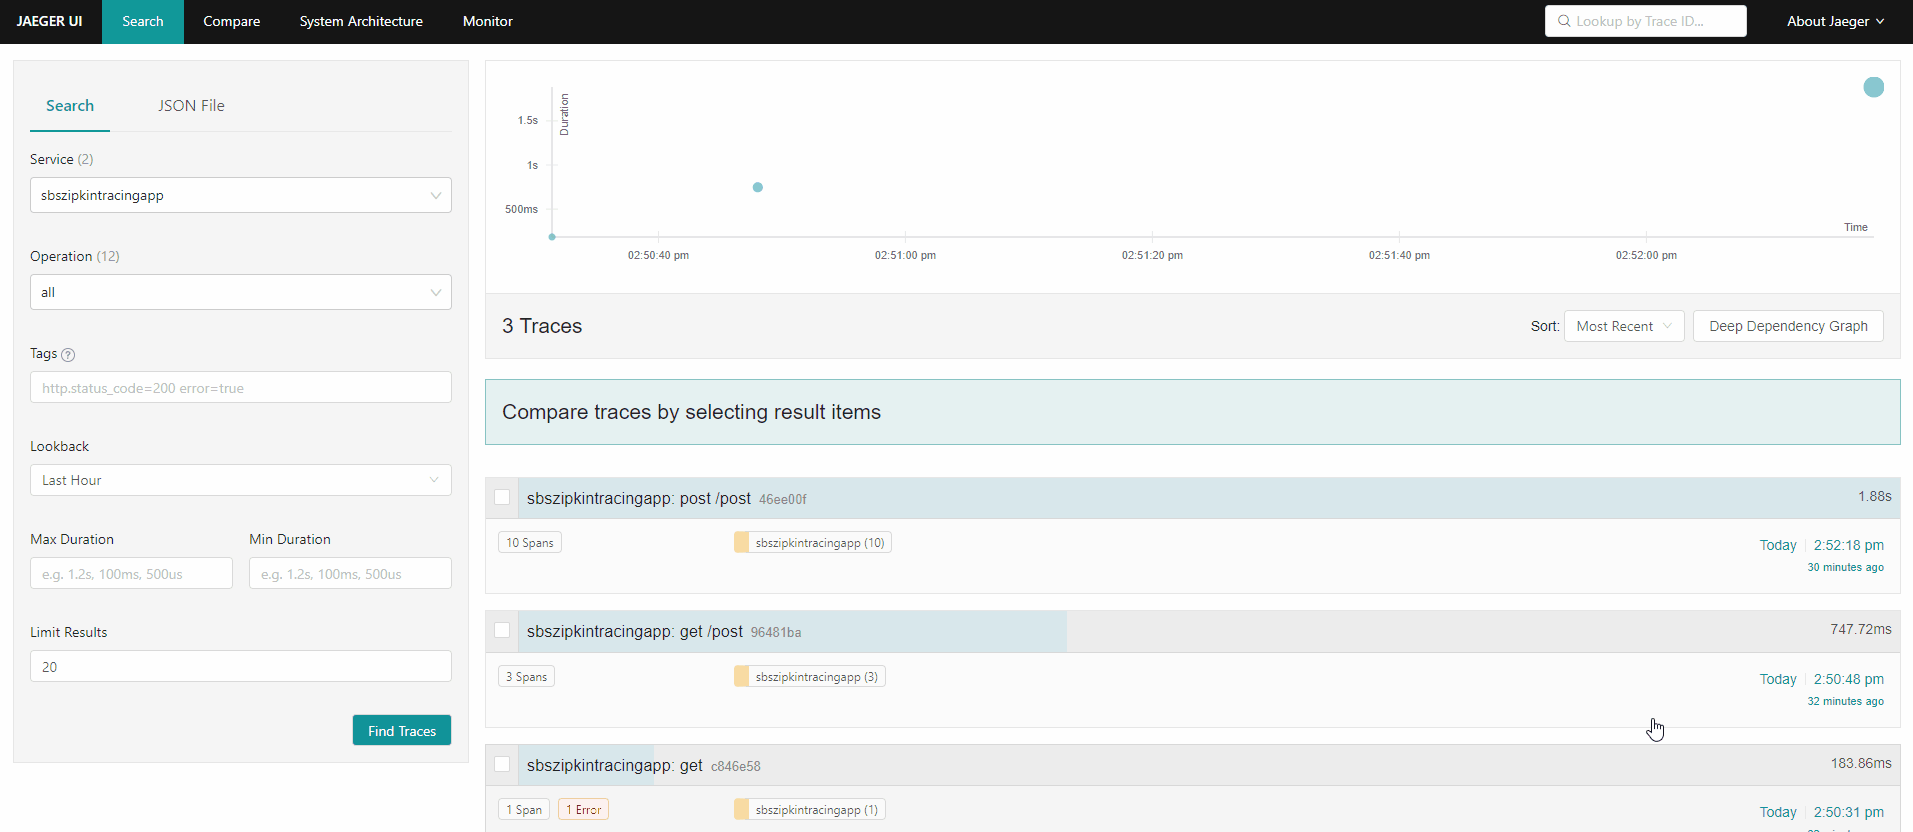 JAEGER UI Search Compare System Architecture Monitor Lookup by Trace ID... About Jaeger
Search JSON File
Service (2)
sbszipkintracingapp
Operation (12)
all
Tags ?
http.status_code=200 error=true
Lookback
Last Hour
Max Duration Min Duration
e.g. 1.2s, 100ms, 500us e.g. 1.2s, 100ms, 500us
Limit Results
20
Find Traces
Duration
1.5s
1s
500ms
Time
02:50:40 pm 02:51:00 pm 02:51:20 pm 02:51:40 pm 02:52:00 pm
3 Traces Sort: Most Recent Deep Dependency Graph
Compare traces by selecting result items
sbszipkintracingapp: post /post 46ee00f 1.88s
10 Spans sbszipkintracingapp (10) Today 2:52:18 pm
30 minutes ago
sbszipkintracingapp: get /post 96481ba 747.72ms
3 Spans sbszipkintracingapp (3) Today 2:50:48 pm
32 minutes ago
sbszipkintracingapp: get c846e58 183.86ms
1 Span 1 Error sbszipkintracingapp (1) Today 2:50:31 pm